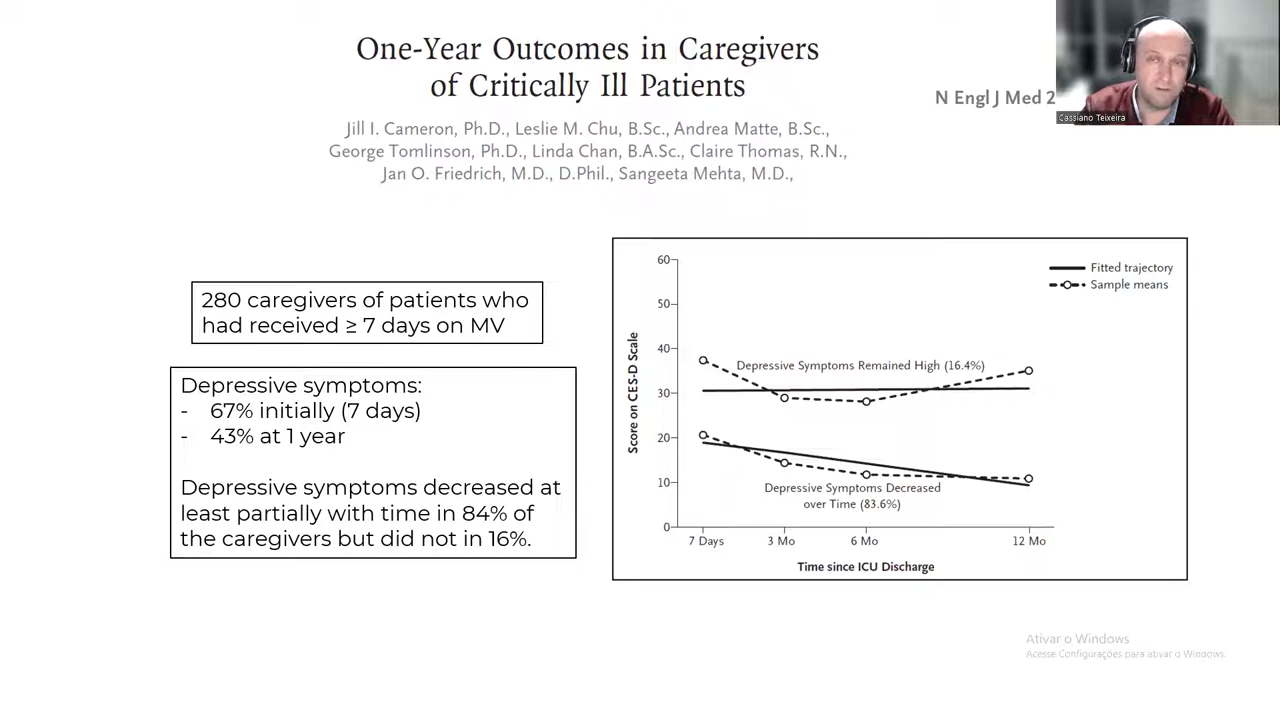 One-Year Outcomes in Caregivers
of Critically Ill Patients
N Engl J Med 2
Cassiano Teixeira
Jill I. Cameron, Ph.D., Leslie M. Chu, B.Sc., Andrea Matte, B.Sc.,
George Tomlinson, Ph.D., Linda Chan, B.A.Sc., Claire Thomas, R.N.,
Jan O. Friedrich, M.D., D.Phil., Sangeeta Mehta, M.D.,
280 caregivers of patients who
had received ≥ 7 days on MV
Depressive symptoms:
- 67% initially (7 days)
- 43% at 1 year
Depressive symptoms decreased at
least partially with time in 84% of
the caregivers but did not in 16%.
Score on CES-D Scale
60
50
40
30
20
10
0
Fitted trajectory
Sample means
Depressive Symptoms Remained High (16.4%)
Depressive Symptoms Decreased
over Time (83.6%)
7 Days
3 Mo
6 Mo
12 Mo
Time since ICU Discharge
Ativar o Windows
Acesse Configurações para ativar o Windows.